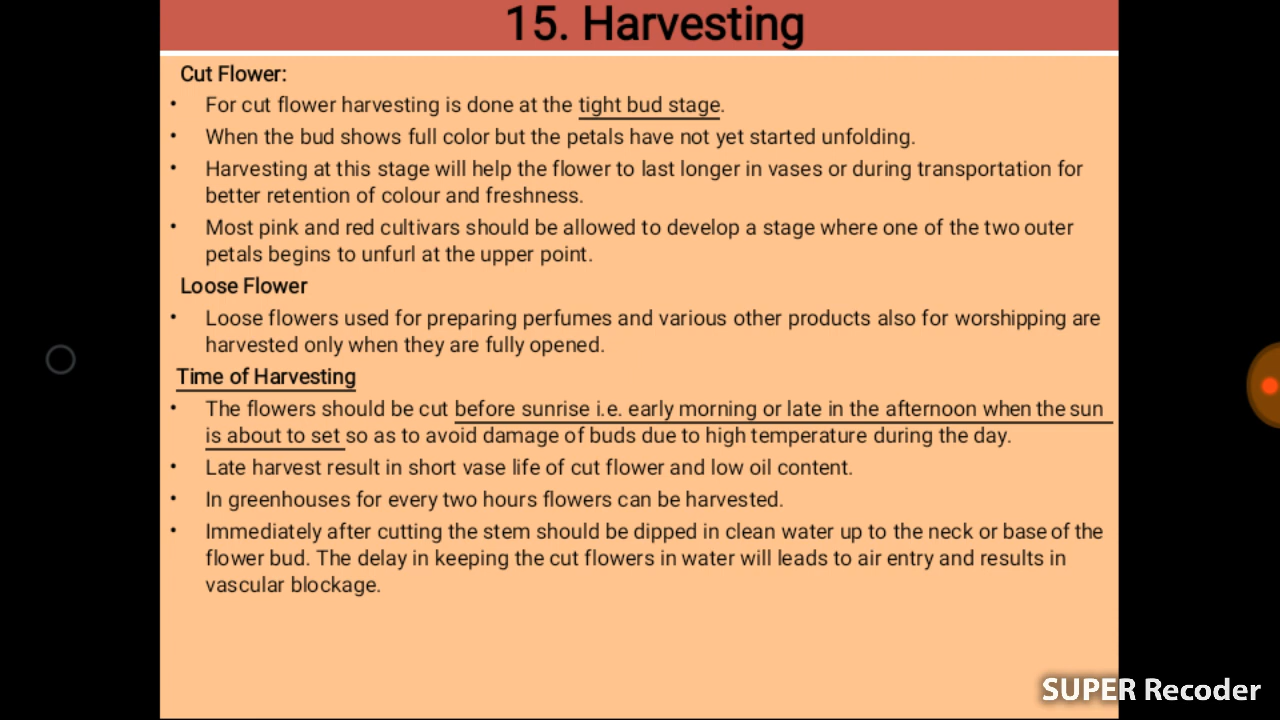 15. Harvesting
Cut Flower:
• For cut flower harvesting is done at the tight bud stage.
• When the bud shows full color but the petals have not yet started unfolding.
• Harvesting at this stage will help the flower to last longer in vases or during transportation for
better retention of colour and freshness.
• Most pink and red cultivars should be allowed to develop a stage where one of the two outer
petals begins to unfurl at the upper point.
Loose Flower
• Loose flowers used for preparing perfumes and various other products also for worshipping are
harvested only when they are fully opened.
Time of Harvesting
• The flowers should be cut before sunrise i.e. early morning or late in the afternoon when the sun
is about to set so as to avoid damage of buds due to high temperature during the day.
• Late harvest result in short vase life of cut flower and low oil content.
• In greenhouses for every two hours flowers can be harvested.
• Immediately after cutting the stem should be dipped in clean water up to the neck or base of the
flower bud. The delay in keeping the cut flowers in water will leads to air entry and results in
vascular blockage.
SUPER Recoder